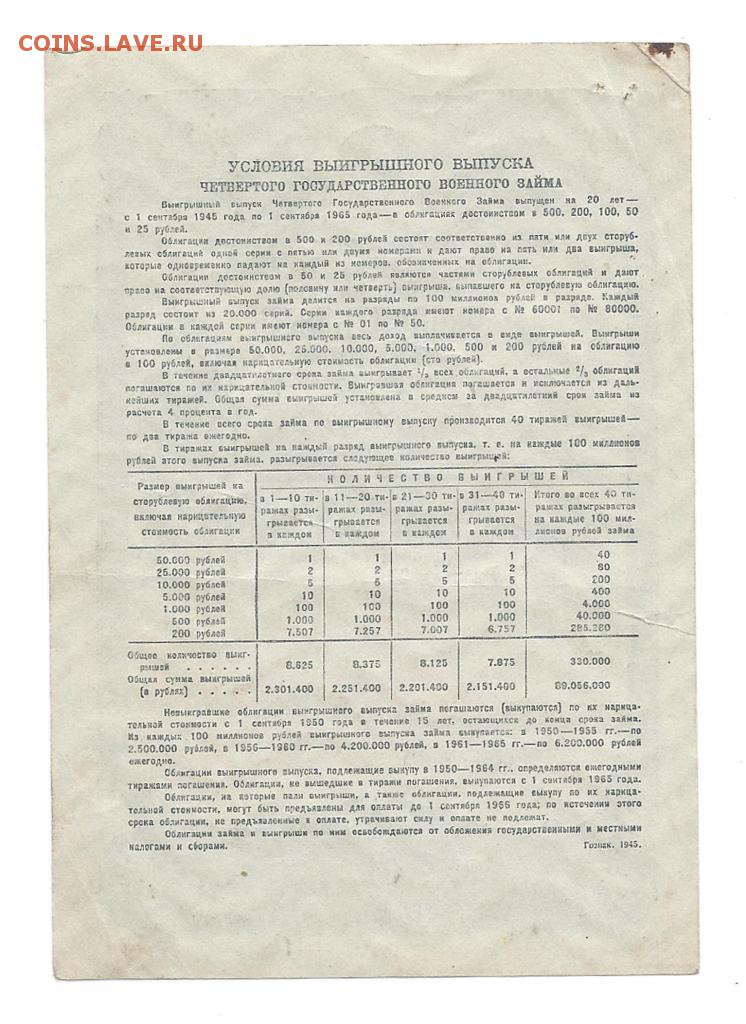 COINS.LAVE.RU
УСЛОВИЯ ВЫИГРЫШНОГО ВЫПУСКА
ЧЕТВЕРТОГО ГОСУДАРСТВЕННОГО ВОЕННОГО ЗАЙМА
Выигрышный выпуск Четвертого Государственного Военного Займа выпущен на 20 лет—
с 1 сентября 1945 года по 1 сентября 1965 года—в облигациях достоинством в 500, 200, 100, 50
и 25 рублей.
Облигации достоинством в 500 и 200 рублей состоят соответственно из пяти или двух сторуб-
левых облигаций одной серии с пятью или двумя номерами и дают право на пять или два выигрыша,
которые одновременно падают на каждый из номеров, обозначенных на облигации.
Облигации достоинством в 50 и 25 рублей являются частями сторублевых облигаций и дают
право на соответствующую долю (половину или четверть) выигрыша, выпавшего на сторублевую облигацию.
Выигрышный выпуск займа делится на разряды по 100 миллионов рублей в разряде. Каждый
разряд состоит из 20.000 серий. Серии каждого разряда имеют номера с № 60001 по № 80000.
Облигации в каждой серии имеют номера с № 01 по № 50.
По облигациям выигрышного выпуска весь доход выплачивается в виде выигрышей. Выигрыши
установлены в размере 50.000, 25.000, 10.000, 5.000, 1.000, 500 и 200 рублей на облигацию
в 100 рублей, включая нарицательную стоимость облигации (сто рублей).
В течение двадцатилетнего срока займа выигрывает ¹/₃ всех облигаций, а остальные ²/₃ облигаций
погашаются по их нарицательной стоимости. Выигравшая облигация погашается и исключается из даль-
нейших тиражей. Общая сумма выигрышей установлена в среднем за двадцатилетний срок займа из
расчета 4 процента в год.
В течение всего срока займа по выигрышному выпуску производится 40 тиражей выигрышей—
по два тиража ежегодно.
В тиражах выигрышей на каждый разряд выигрышного выпуска, т. е. на каждые 100 миллионов
рублей этого выпуска займа, разыгрывается следующее количество выигрышей:
Размер выигрышей на
сторублевую облигацию,
включая нарицательную
стоимость облигации
КОЛИЧЕСТВО ВЫИГРЫШЕЙ
в 1—10 ти- в 11—20 ти- в 21—30 ти- в 31—40 ти- Итого во всех 40
ражах разы- ражах разы- ражах разы- ражах разы- тиражах разыгрывается
грывается грывается грывается грывается на каждые 100 мил-
в каждом в каждом в каждом в каждом лионов рублей займа
50.000 рублей 1 1 1 1 40
25.000 рублей 2 2 2 2 80
10.000 рублей 5 5 5 5 200
5.000 рублей 10 10 10 10 400
1.000 рублей 100 100 100 100 4.000
500 рублей 1.000 1.000 1.000 1.000 40.000
200 рублей 7.507 7.257 7.007 6.757 285.280
Общее количество выиг-
рышей . . . . . . 8.625 8.375 8.125 7.875 330.000
Общая сумма выигрышей
(в рублях) . . . . . 2.301.400 2.251.400 2.201.400 2.151.400 89.056.000
Невыигравшие облигации выигрышного выпуска займа погашаются (выкупаются) по их нарица-
тельной стоимости с 1 сентября 1950 года в течение 15 лет, остающихся до конца срока займа.
Из каждых 100 миллионов рублей выигрышного выпуска займа выкупается: в 1950—1955 гг.—по
2.500.000 рублей, в 1956—1960 гг.—по 4.200.000 рублей, в 1961—1965 гг.—по 6.200.000 рублей
ежегодно.
Облигации выигрышного выпуска, подлежащие выкупу в 1950—1964 гг., определяются ежегодными
тиражами погашения. Облигации, не вышедшие в тиражи погашения, выкупаются с 1 сентября 1965 года.
Облигации, на которые пали выигрыши, а также облигации, подлежащие выкупу по их нарица-
тельной стоимости, могут быть предъявлены для оплаты до 1 сентября 1966 года; по истечении этого
срока облигации, не предъявленные к оплате, утрачивают силу и оплате не подлежат.
Облигации займа и выигрыши по ним освобождаются от обложения государственными и местными
налогами и сборами.
Гознак. 1945.